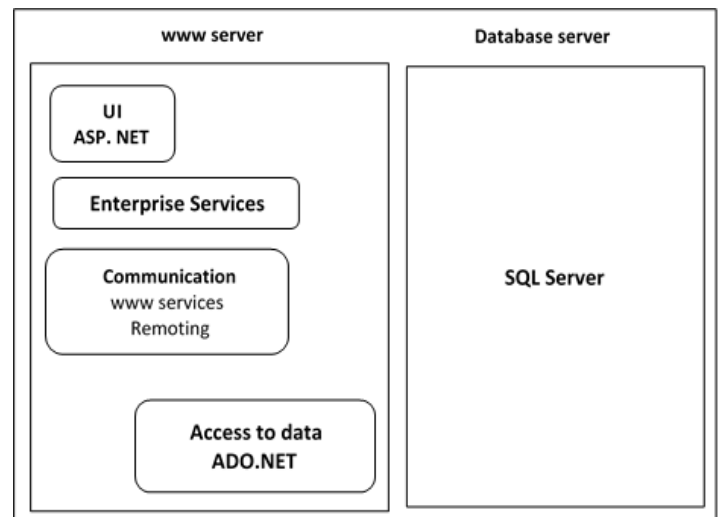 www server
Database server
UI
ASP. NET
Enterprise Services
Communication
www services
Remoting
Access to data
ADO.NET
SQL Server